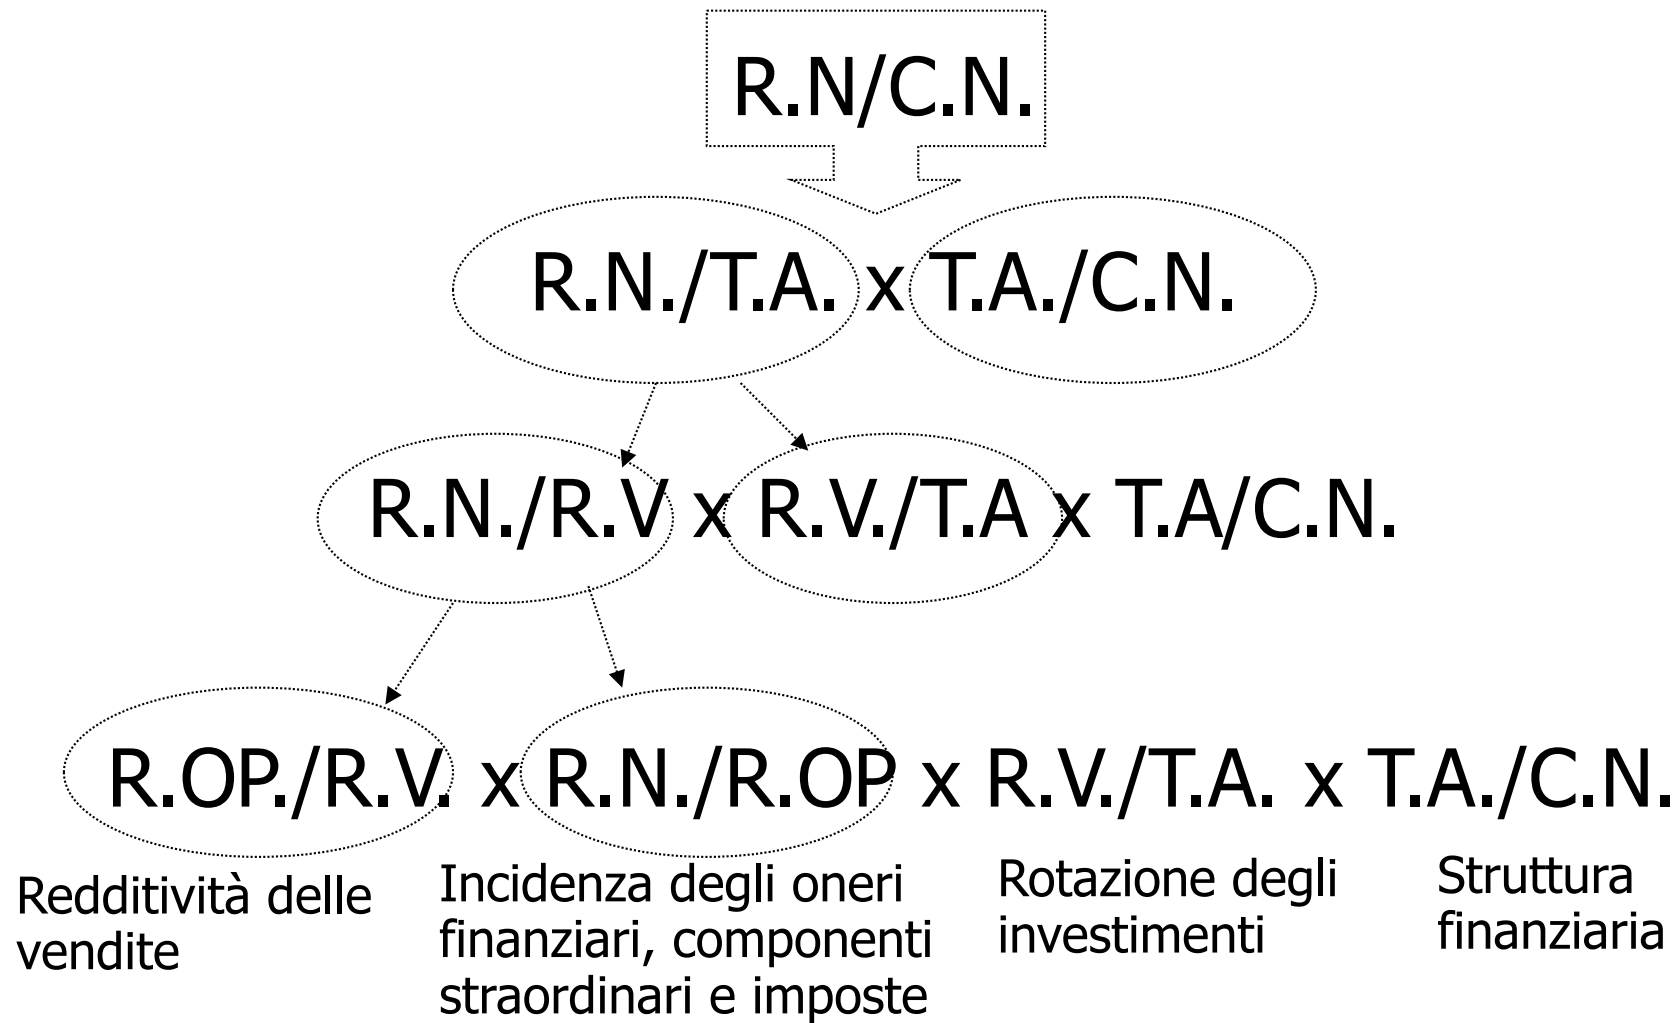 R.N/C.N.
R.N./T.A. x T.A./C.N.
R.N./R.V x R.V./T.A x T.A/C.N.
R.OP./R.V. x R.N./R.OP x R.V./T.A. x T.A./C.N.
Redditività delle
vendite
Incidenza degli oneri
finanziari, componenti
straordinari e imposte
Rotazione degli
investimenti
Struttura
finanziaria